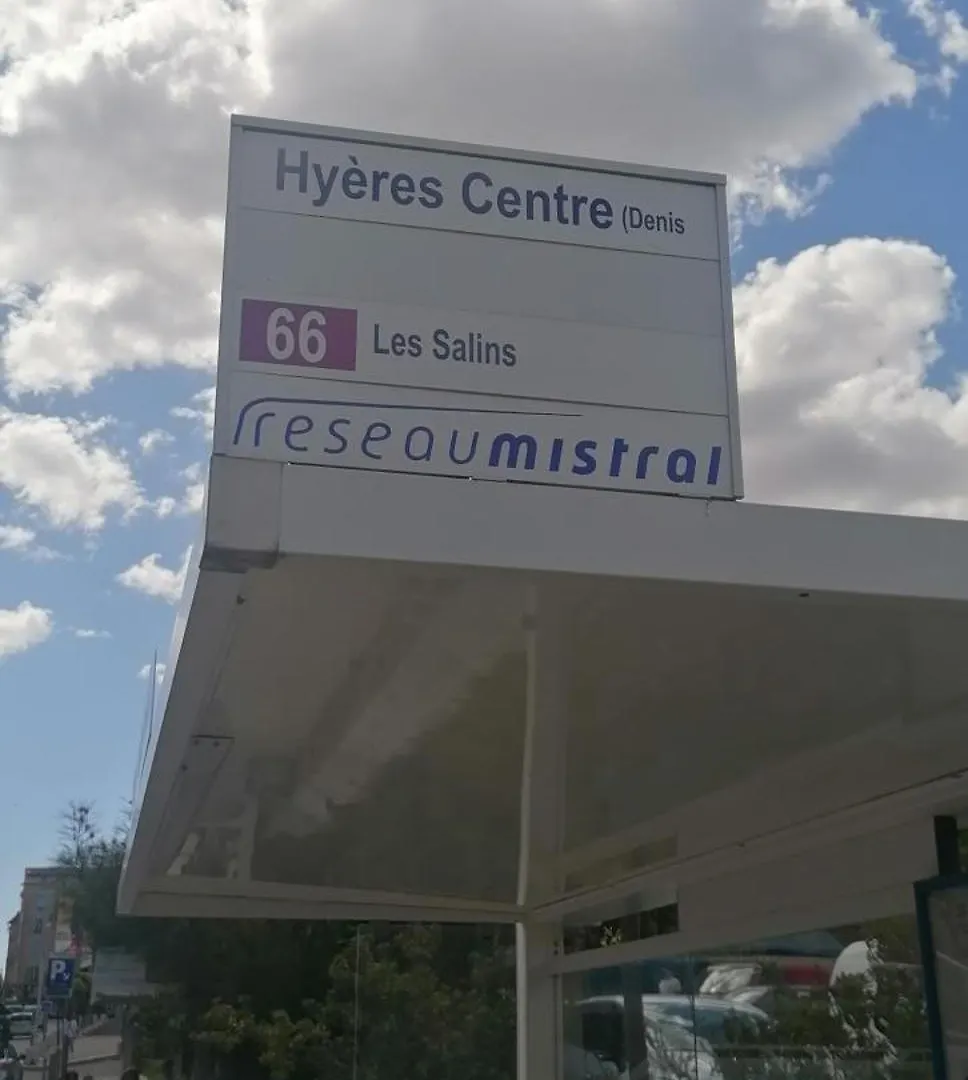 Hyères Centre (Denis
66 Les Salins
reseaumistral
P